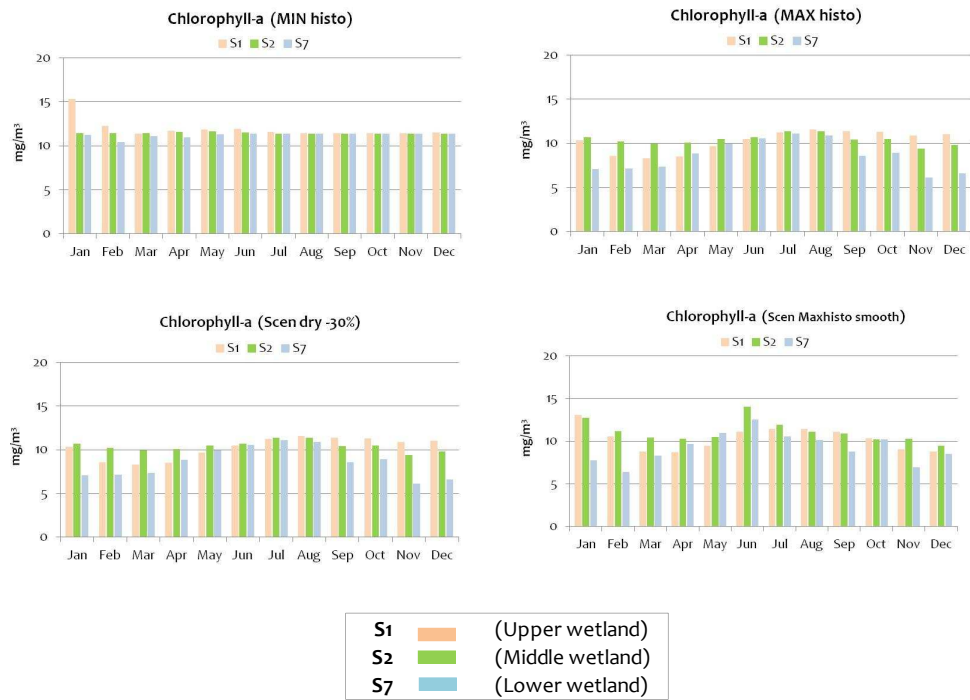 Chlorophyll-a (MIN histo)
S1 S2 S7
20
15
10
5
0
mg/m³
Jan Feb Mar Apr May Jun Jul Aug Sep Oct Nov Dec
Chlorophyll-a (MAX histo)
S1 S2 S7
20
15
10
5
0
mg/m³
Jan Feb Mar Apr May Jun Jul Aug Sep Oct Nov Dec
Chlorophyll-a (Scen dry -30%)
S1 S2 S7
20
15
10
5
0
mg/m³
Jan Feb Mar Apr May Jun Jul Aug Sep Oct Nov Dec
Chlorophyll-a (Scen Maxhisto smooth)
S1 S2 S7
20
15
10
5
0
mg/m³
Jan Feb Mar Apr May Jun Jul Aug Sep Oct Nov Dec
S1 (Upper wetland)
S2 (Middle wetland)
S7 (Lower wetland)